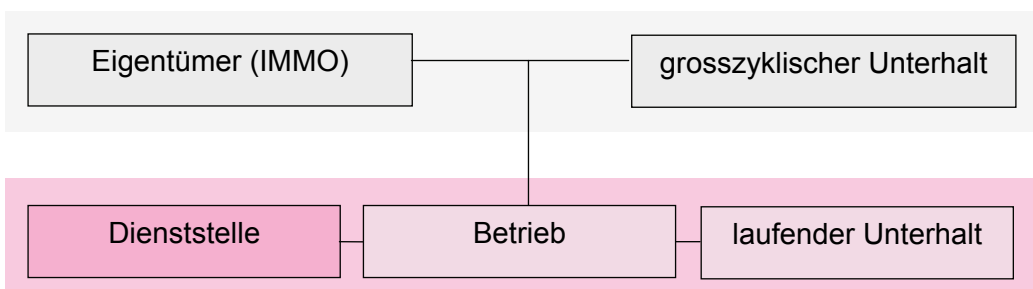 Eigentümer (IMMO)
grosszyklischer Unterhalt
Dienststelle
Betrieb
laufender Unterhalt